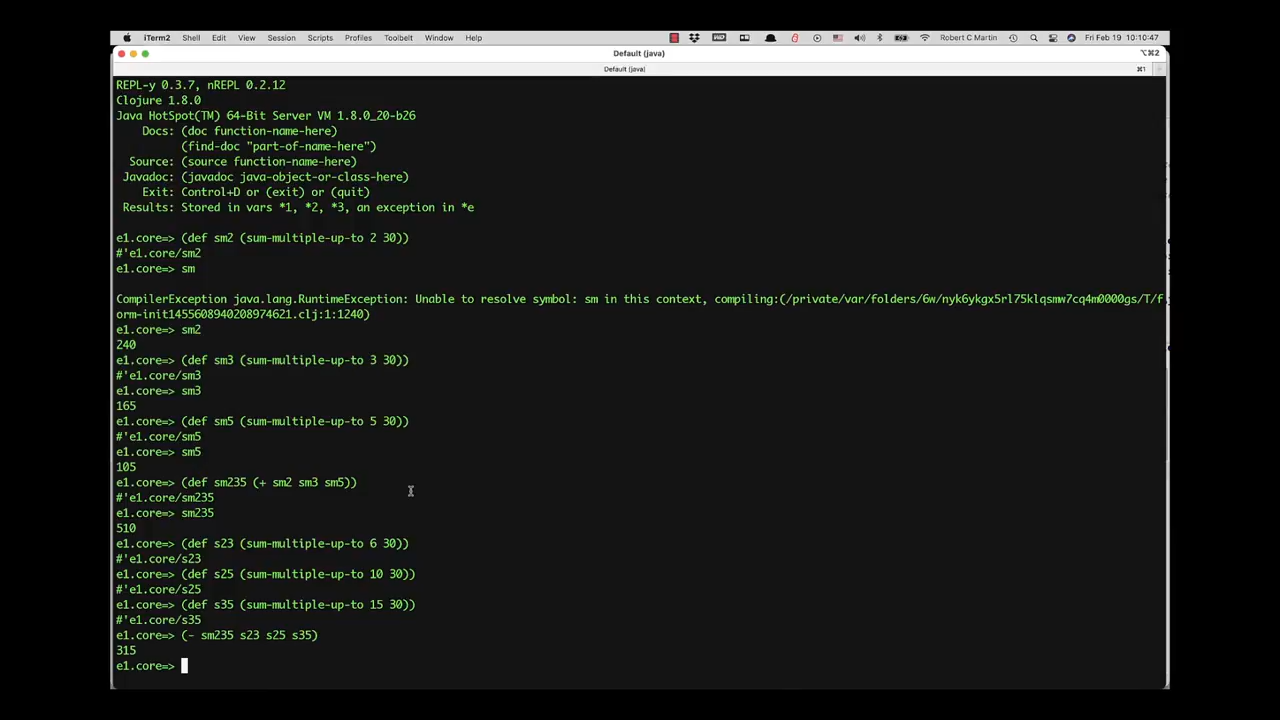 iTerm2 Shell Edit View Session Scripts Profiles Toolbelt Window Help Robert C Martin Fri Feb 19 10:10:47
Default (java) ⌥⌘2
Default (java) ⌘1
REPL-y 0.3.7, nREPL 0.2.12
Clojure 1.8.0
Java HotSpot(TM) 64-Bit Server VM 1.8.0_20-b26
Docs: (doc function-name-here)
(find-doc "part-of-name-here")
Source: (source function-name-here)
Javadoc: (javadoc java-object-or-class-here)
Exit: Control+D or (exit) or (quit)
Results: Stored in vars *1, *2, *3, an exception in *e
e1.core=> (def sm2 (sum-multiple-up-to 2 30))
#'e1.core/sm2
e1.core=> sm
CompilerException java.lang.RuntimeException: Unable to resolve symbol: sm in this context, compiling:(/private/var/folders/6w/nyk6ykgx5rl75klqsmw7cq4m0000gs/T/f
orm-init1455608940208974621.clj:1:1240)
e1.core=> sm2
240
e1.core=> (def sm3 (sum-multiple-up-to 3 30))
#'e1.core/sm3
e1.core=> sm3
165
e1.core=> (def sm5 (sum-multiple-up-to 5 30))
#'e1.core/sm5
e1.core=> sm5
105
e1.core=> (def sm235 (+ sm2 sm3 sm5))
#'e1.core/sm235
e1.core=> sm235
510
e1.core=> (def s23 (sum-multiple-up-to 6 30))
#'e1.core/s23
e1.core=> (def s25 (sum-multiple-up-to 10 30))
#'e1.core/s25
e1.core=> (def s35 (sum-multiple-up-to 15 30))
#'e1.core/s35
e1.core=> (- sm235 s23 s25 s35)
315
e1.core=>